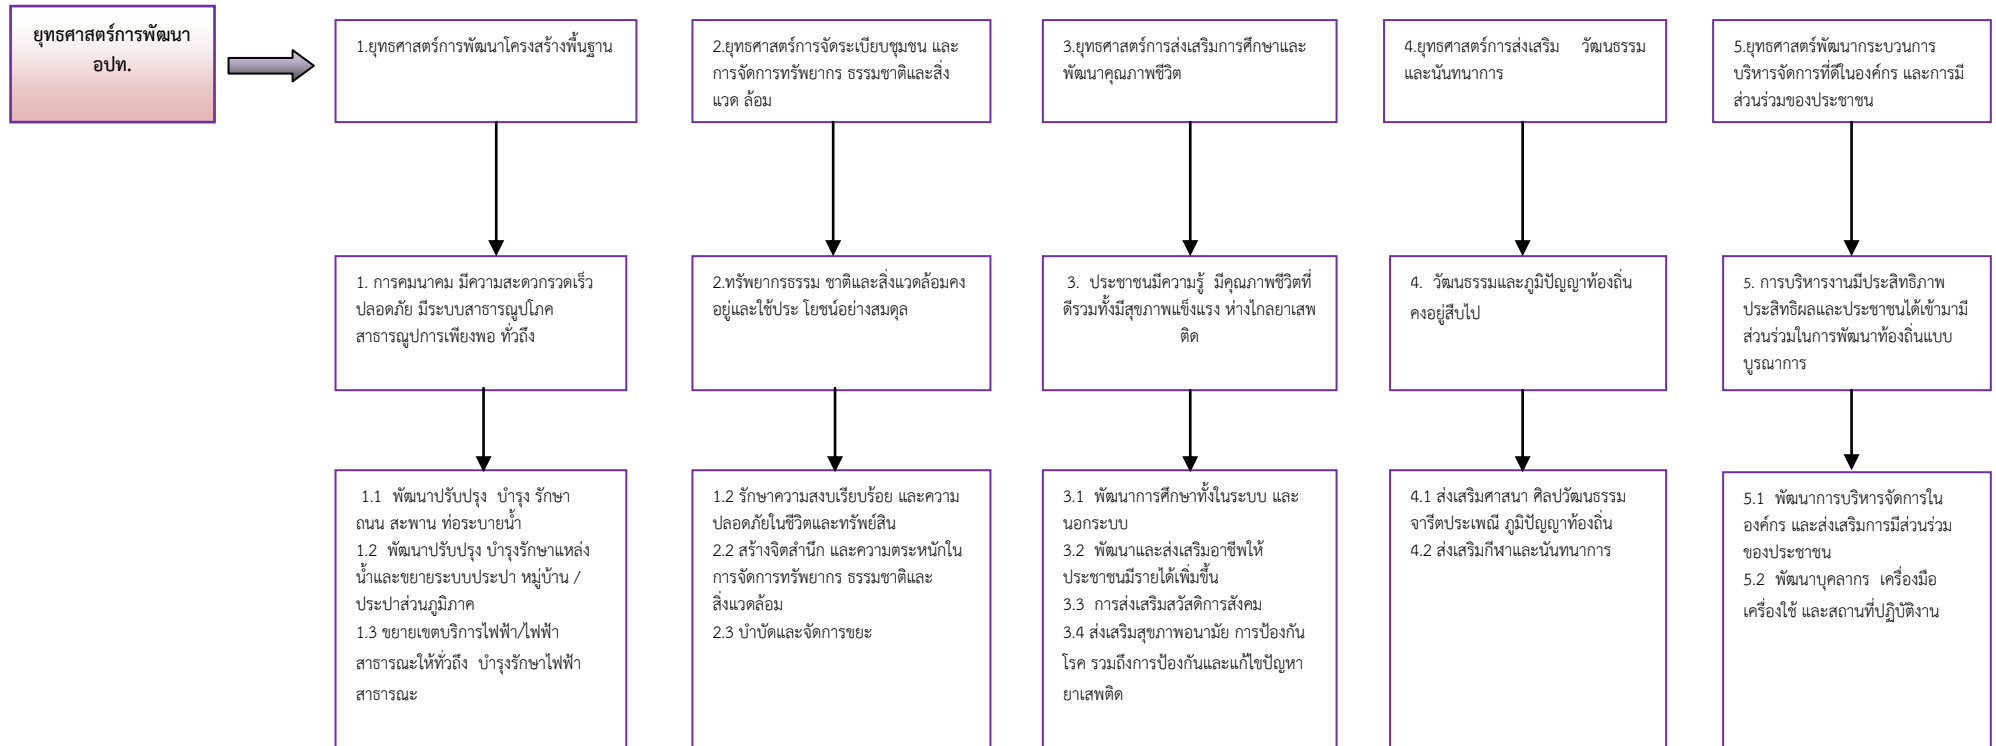 ยุทธศาสตร์การพัฒนา
อปท.
1.ยุทธศาสตร์การพัฒนาโครงสร้างพื้นฐาน
2.ยุทธศาสตร์การจัดระเบียบชุมชน และ
การจัดการทรัพยากร ธรรมชาติและสิ่ง
แวด ล้อม
3.ยุทธศาสตร์การส่งเสริมการศึกษาและ
พัฒนาคุณภาพชีวิต
4.ยุทธศาสตร์การส่งเสริม วัฒนธรรม
และนันทนาการ
5.ยุทธศาสตร์พัฒนากระบวนการ
บริหารจัดการที่ดีในองค์กร และการมี
ส่วนร่วมของประชาชน
1. การคมนาคม มีความสะดวกรวดเร็ว
ปลอดภัย มีระบบสาธารณูปโภค
สาธารณูปการเพียงพอ ทั่วถึง
2.ทรัพยากรธรรม ชาติและสิ่งแวดล้อมคง
อยู่และใช้ประ โยชน์อย่างสมดุล
3. ประชาชนมีความรู้ มีคุณภาพชีวิตที่
ดีรวมทั้งมีสุขภาพแข็งแรง ห่างไกลยาเสพ
ติด
4. วัฒนธรรมและภูมิปัญญาท้องถิ่น
คงอยู่สืบไป
5. การบริหารงานมีประสิทธิภาพ
ประสิทธิผลและประชาชนได้เข้ามามี
ส่วนร่วมในการพัฒนาท้องถิ่นแบบ
บูรณาการ
1.1 พัฒนาปรับปรุง บำรุง รักษา
ถนน สะพาน ท่อระบายน้ำ
1.2 พัฒนาปรับปรุง บำรุงรักษาแหล่ง
น้ำและขยายระบบประปา หมู่บ้าน /
ประปาส่วนภูมิภาค
1.3 ขยายเขตบริการไฟฟ้า/ไฟฟ้า
สาธารณะให้ทั่วถึง บำรุงรักษาไฟฟ้า
สาธารณะ
1.2 รักษาความสงบเรียบร้อย และความ
ปลอดภัยในชีวิตและทรัพย์สิน
2.2 สร้างจิตสำนึก และความตระหนักใน
การจัดการทรัพยากร ธรรมชาติและ
สิ่งแวดล้อม
2.3 บำบัดและจัดการขยะ
3.1 พัฒนาการศึกษาทั้งในระบบ และ
นอกระบบ
3.2 พัฒนาและส่งเสริมอาชีพให้
ประชาชนมีรายได้เพิ่มขึ้น
3.3 การส่งเสริมสวัสดิการสังคม
3.4 ส่งเสริมสุขภาพอนามัย การป้องกัน
โรค รวมถึงการป้องกันและแก้ไขปัญหา
ยาเสพติด
4.1 ส่งเสริมศาสนา ศิลปวัฒนธรรม
จารีตประเพณี ภูมิปัญญาท้องถิ่น
4.2 ส่งเสริมกีฬาและนันทนาการ
5.1 พัฒนาการบริหารจัดการใน
องค์กร และส่งเสริมการมีส่วนร่วม
ของประชาชน
5.2 พัฒนาบุคลากร เครื่องมือ
เครื่องใช้ และสถานที่ปฏิบัติงาน